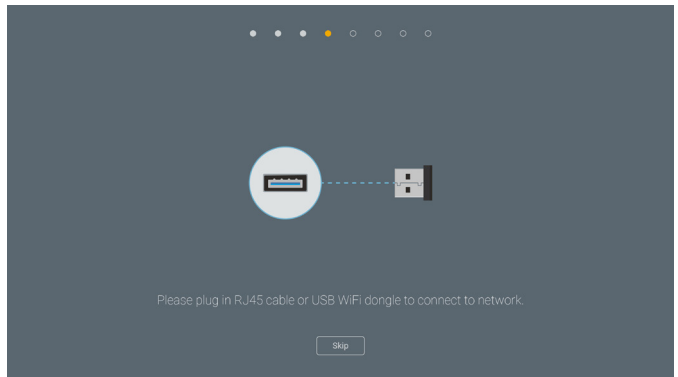 Please plug in RJ45 cable or USB WiFi dongle to connect to network.
Skip